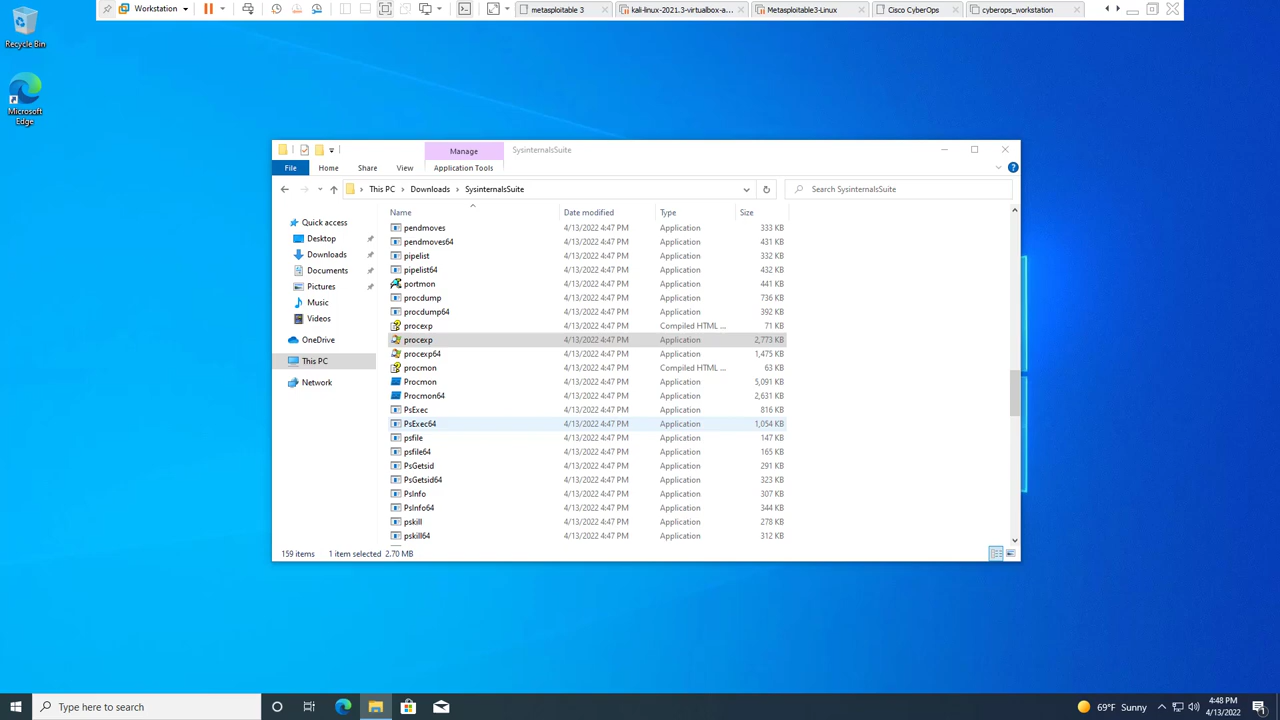 Workstation metasploitable 3 kali-linux-2021.3-virtualbox-a... Metasploitable3-Linux Cisco CyberOps cyberops_workstation
Recycle Bin
Microsoft
Edge
Manage SysinternalsSuite
File Home Share View Application Tools
This PC Downloads SysinternalsSuite Search SysinternalsSuite
Name Date modified Type Size
Quick access
Desktop
Downloads
Documents
Pictures
Music
Videos
OneDrive
This PC
Network
pendmoves 4/13/2022 4:47 PM Application 333 KB
pendmoves64 4/13/2022 4:47 PM Application 431 KB
pipelist 4/13/2022 4:47 PM Application 332 KB
pipelist64 4/13/2022 4:47 PM Application 432 KB
portmon 4/13/2022 4:47 PM Application 441 KB
procdump 4/13/2022 4:47 PM Application 736 KB
procdump64 4/13/2022 4:47 PM Application 392 KB
procexp 4/13/2022 4:47 PM Compiled HTML ... 71 KB
procexp 4/13/2022 4:47 PM Application 2,773 KB
procexp64 4/13/2022 4:47 PM Application 1,475 KB
procmon 4/13/2022 4:47 PM Compiled HTML ... 63 KB
Procmon 4/13/2022 4:47 PM Application 5,091 KB
Procmon64 4/13/2022 4:47 PM Application 2,631 KB
PsExec 4/13/2022 4:47 PM Application 816 KB
PsExec64 4/13/2022 4:47 PM Application 1,054 KB
psfile 4/13/2022 4:47 PM Application 147 KB
psfile64 4/13/2022 4:47 PM Application 165 KB
PsGetsid 4/13/2022 4:47 PM Application 291 KB
PsGetsid64 4/13/2022 4:47 PM Application 323 KB
PsInfo 4/13/2022 4:47 PM Application 307 KB
PsInfo64 4/13/2022 4:47 PM Application 344 KB
pskill 4/13/2022 4:47 PM Application 278 KB
pskill64 4/13/2022 4:47 PM Application 312 KB
159 items 1 item selected 2.70 MB
Type here to search 69°F Sunny 4:48 PM
4/13/2022